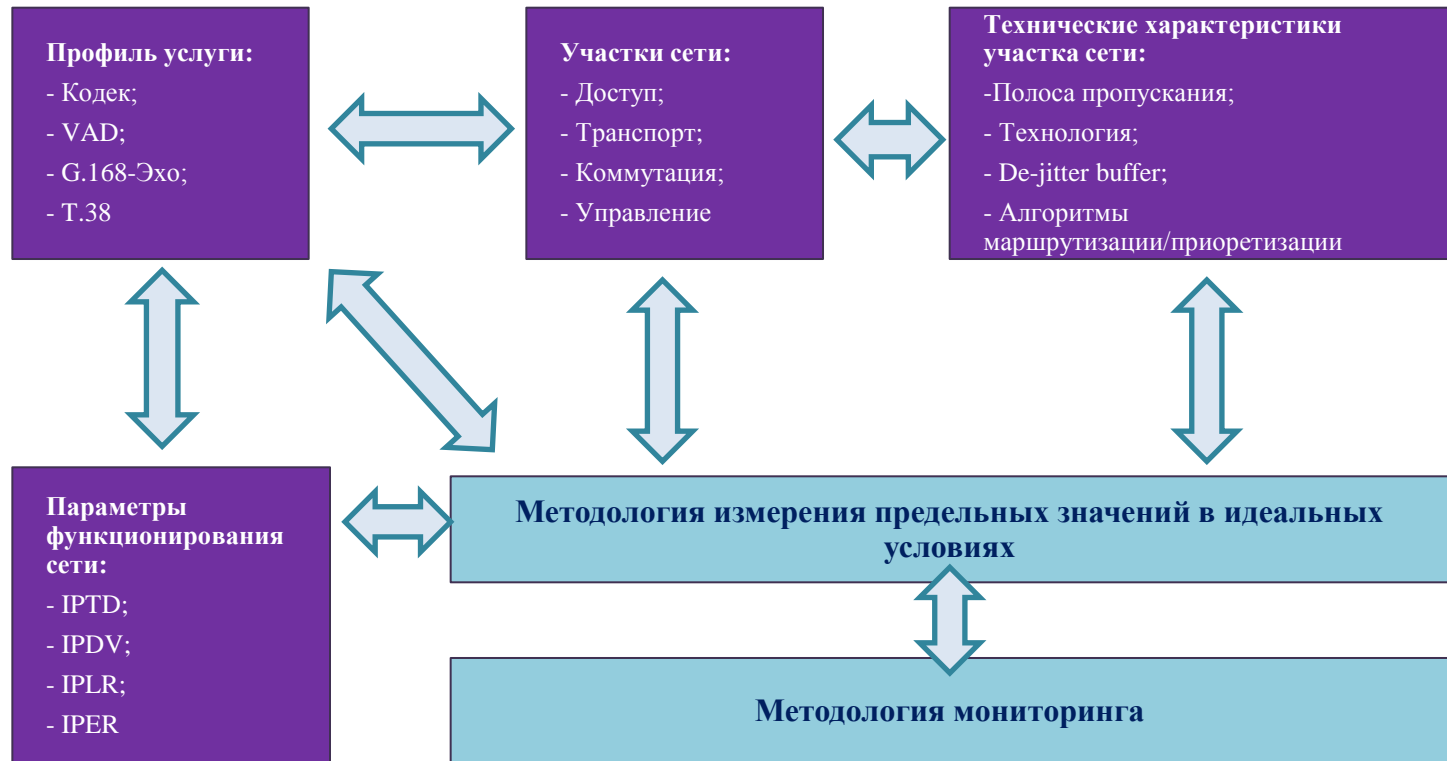 Профиль услуги:
- Кодек;
- VAD;
- G.168-Эхо;
- T.38
Участки сети:
- Доступ;
- Транспорт;
- Коммутация;
- Управление
Технические характеристики
участка сети:
-Полоса пропускания;
- Технология;
- De-jitter buffer;
- Алгоритмы
маршрутизации/приоретизации
Параметры
функционирования
сети:
- IPTD;
- IPDV;
- IPLR;
- IPER
Методология измерения предельных значений в идеальных
условиях
Методология мониторинга